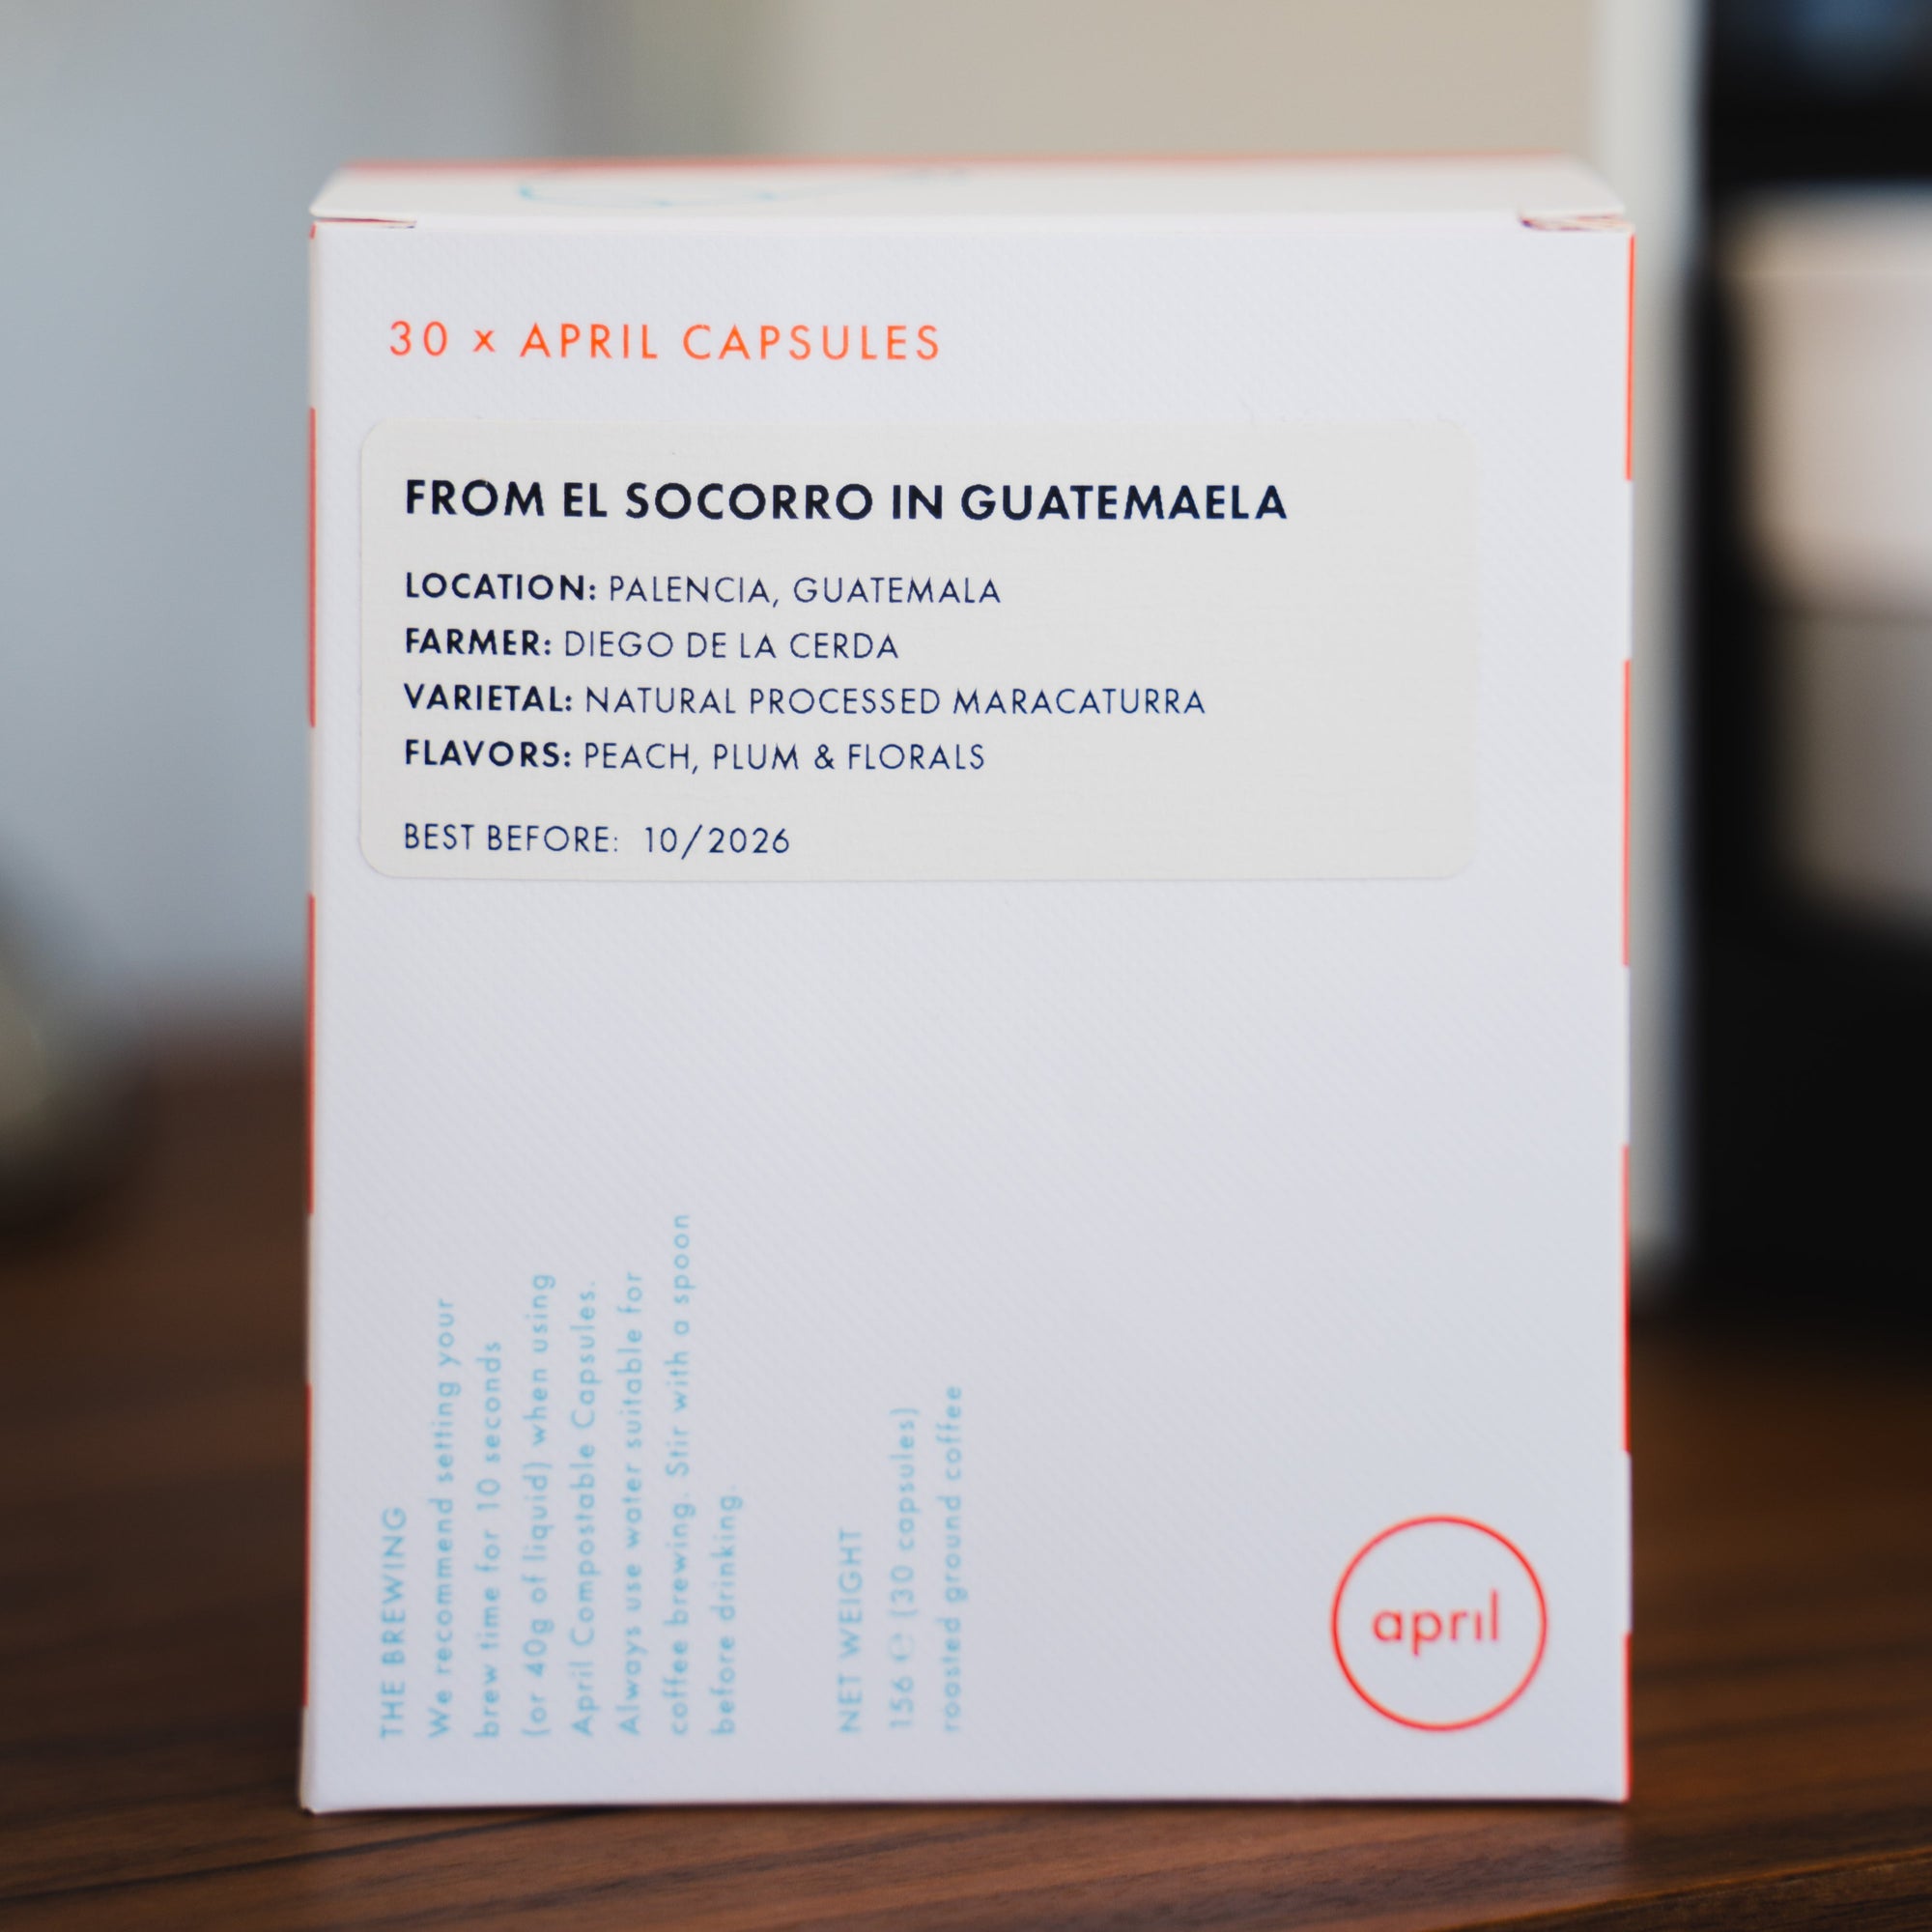 30 x APRIL CAPSULES
FROM EL SOCORRO IN GUATEMAELA
LOCATION: PALENCIA, GUATEMALA
FARMER: DIEGO DE LA CERDA
VARIETAL: NATURAL PROCESSED MARACATURRA
FLAVORS: PEACH, PLUM & FLORALS
BEST BEFORE: 10/2026
THE BREWING
We recommend setting your
brew time for 10 seconds
(or 40g of liquid) when using
April Compostable Capsules.
Always use water suitable for
coffee brewing. Stir with a spoon
before drinking.
NET WEIGHT
156 ℮ (30 capsules)
roasted ground coffee
april